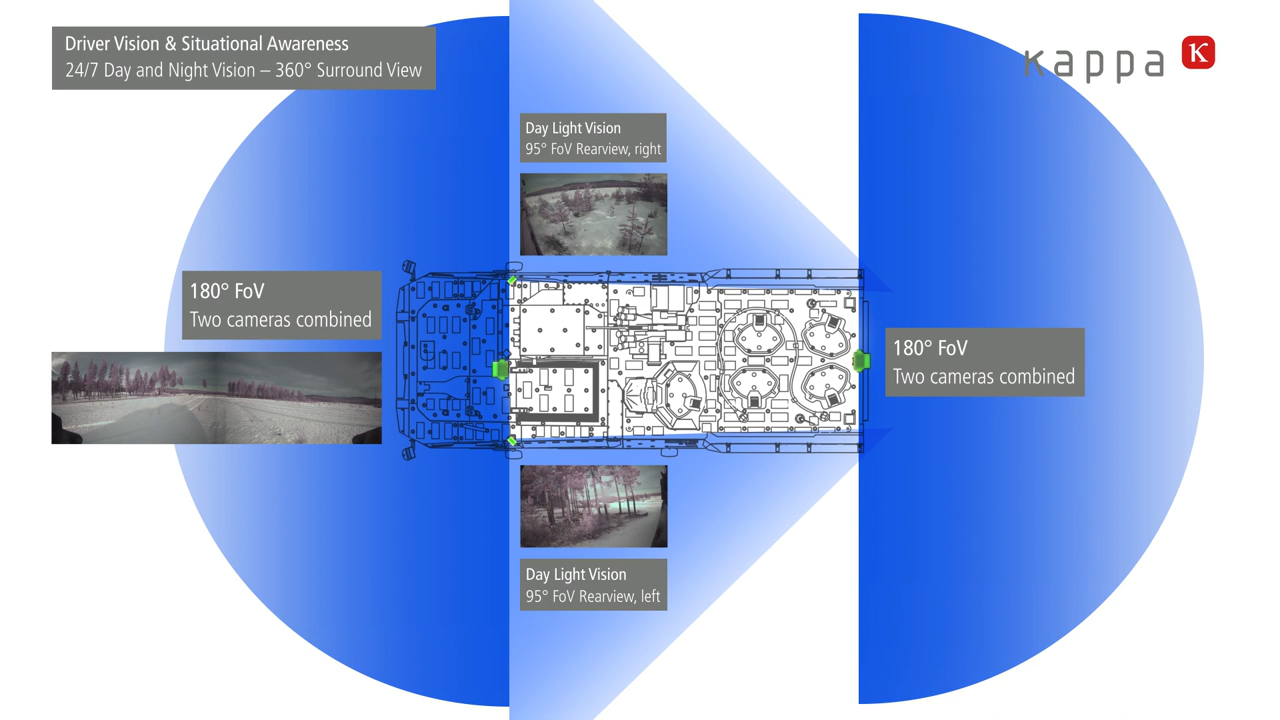 Driver Vision & Situational Awareness
24/7 Day and Night Vision – 360° Surround View
kappa
K
Day Light Vision
95° FoV Rearview, right
180° FoV
Two cameras combined
180° FoV
Two cameras combined
Day Light Vision
95° FoV Rearview, left